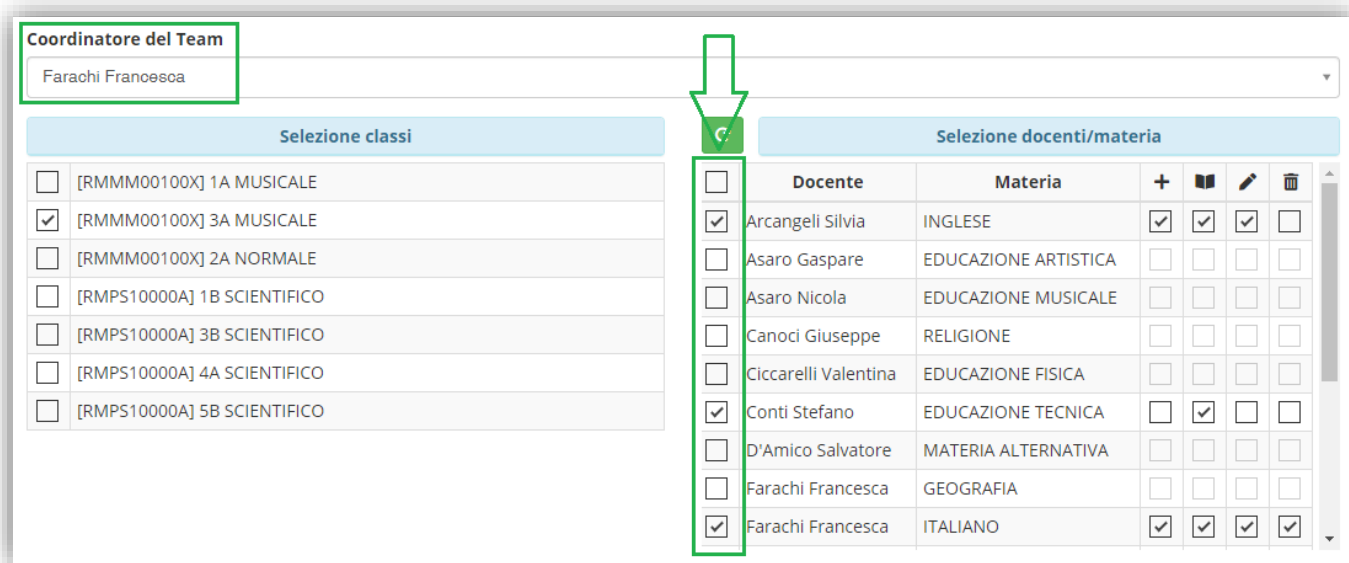 Coordinatore del Team
Farachi Francesca
Selezione classi
Selezione docenti/materia
[RMMM00100X] 1A MUSICALE
[RMMM00100X] 3A MUSICALE
[RMMM00100X] 2A NORMALE
[RMPS10000A] 1B SCIENTIFICO
[RMPS10000A] 3B SCIENTIFICO
[RMPS10000A] 4A SCIENTIFICO
[RMPS10000A] 5B SCIENTIFICO
Docente Materia
Arcangeli Silvia INGLESE
Asaro Gaspare EDUCAZIONE ARTISTICA
Asaro Nicola EDUCAZIONE MUSICALE
Canoci Giuseppe RELIGIONE
Ciccarelli Valentina EDUCAZIONE FISICA
Conti Stefano EDUCAZIONE TECNICA
D'Amico Salvatore MATERIA ALTERNATIVA
Farachi Francesca GEOGRAFIA
Farachi Francesca ITALIANO